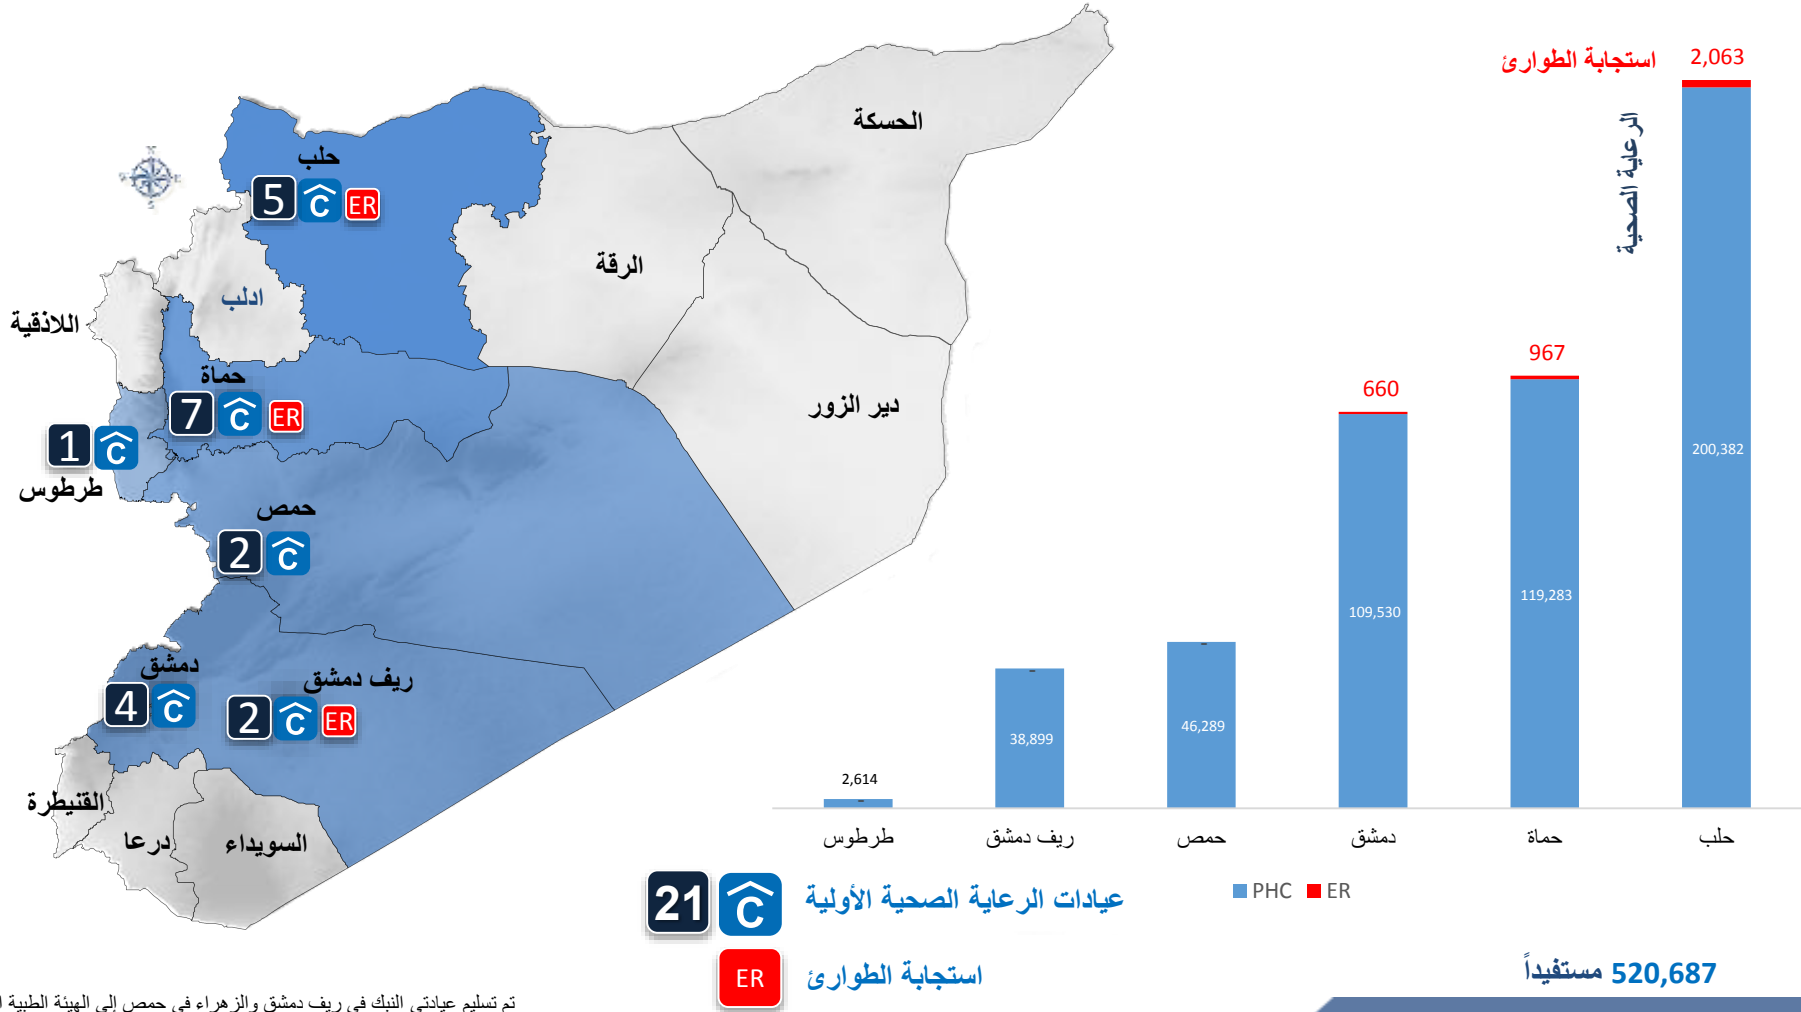 الحسكة
حلب
5 C ER
الرقة
ادلب
اللاذقية
حماة
7 C ER
دير الزور
1 C
طرطوس
حمص
2 C
دمشق
4 C
ريف دمشق
2 C ER
القنيطرة
درعا
السويداء
استجابة الطوارئ
2,063
الرعاية الصحية
967
660
200,382
119,283
109,530
46,289
38,899
2,614
طرطوس
ريف دمشق
حمص
دمشق
حماة
حلب
PHC ER
21 C عيادات الرعاية الصحية الأولية
ER استجابة الطوارئ
520,687 مستفيداً
تم تسليم عيادتي النبك في ريف دمشق والزهراء في حمص إلى الهيئة الطبية